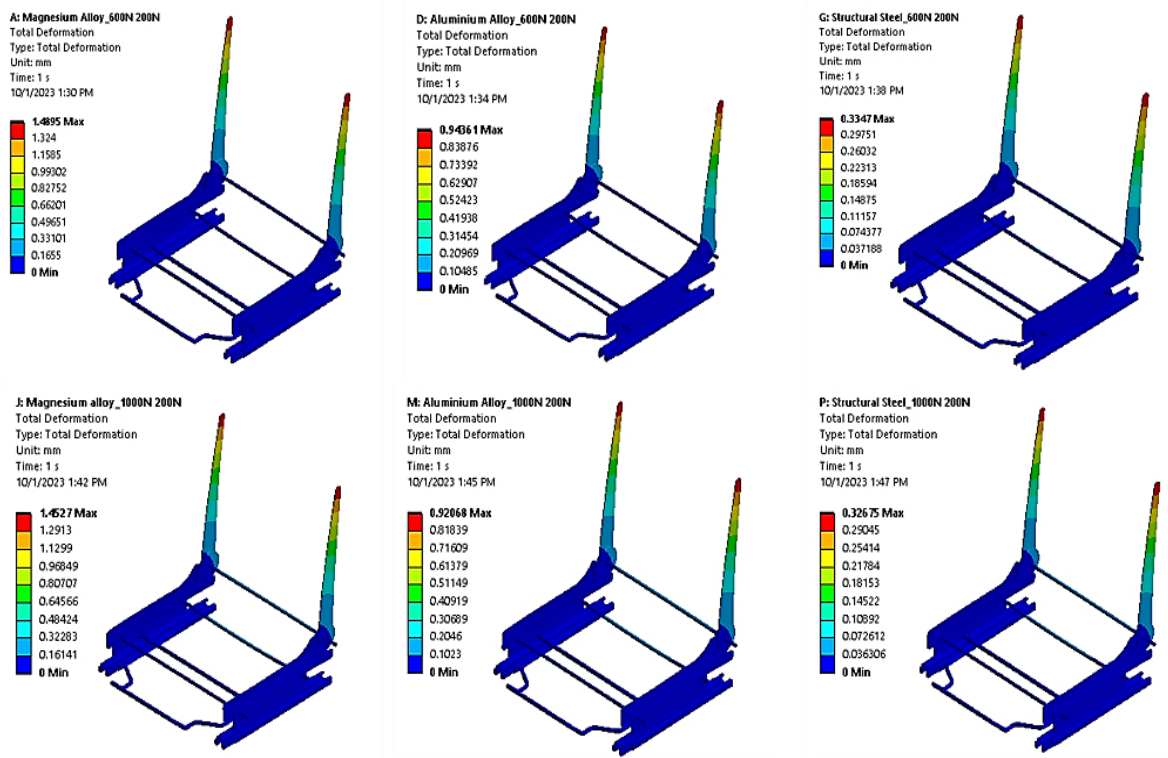 A: Magnesium Alloy_600N 200N
Total Deformation
Type: Total Deformation
Unit: mm
Time: 1 s
10/1/2023 1:30 PM
1.4895 Max
1.324
1.1585
0.99302
0.82752
0.66201
0.49651
0.33101
0.1655
0 Min
D: Aluminium Alloy_600N 200N
Total Deformation
Type: Total Deformation
Unit: mm
Time: 1 s
10/1/2023 1:34 PM
0.94361 Max
0.83876
0.73392
0.62907
0.52423
0.41938
0.31454
0.20969
0.10485
0 Min
G: Structural Steel_600N 200N
Total Deformation
Type: Total Deformation
Unit: mm
Time: 1 s
10/1/2023 1:38 PM
0.3347 Max
0.29751
0.26032
0.22313
0.18594
0.14875
0.11157
0.074377
0.037188
0 Min
J: Magnesium alloy_1000N 200N
Total Deformation
Type: Total Deformation
Unit: mm
Time: 1 s
10/1/2023 1:42 PM
1.4527 Max
1.2913
1.1299
0.96849
0.80707
0.64566
0.48424
0.32283
0.16141
0 Min
M: Aluminium Alloy_1000N 200N
Total Deformation
Type: Total Deformation
Unit: mm
Time: 1 s
10/1/2023 1:45 PM
0.92068 Max
0.81839
0.71609
0.61379
0.51149
0.40919
0.30689
0.2046
0.1023
0 Min
P: Structural Steel_1000N 200N
Total Deformation
Type: Total Deformation
Unit: mm
Time: 1 s
10/1/2023 1:47 PM
0.32675 Max
0.29045
0.25414
0.21784
0.18153
0.14522
0.10892
0.072612
0.036306
0 Min